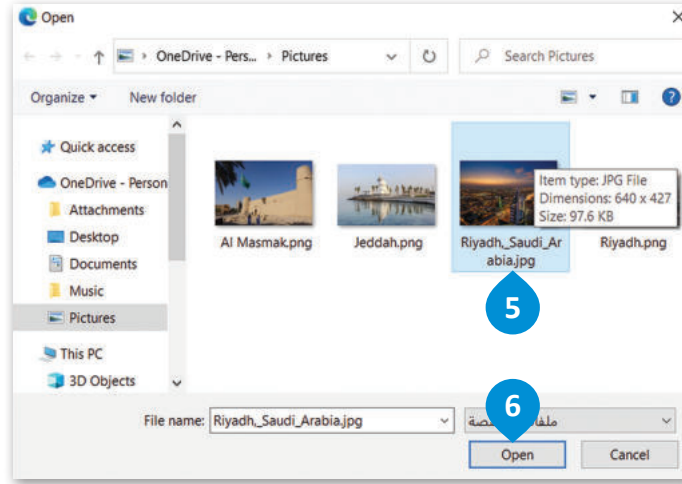 Open
OneDrive - Pers... › Pictures
Search Pictures
Organize
New folder
Quick access
OneDrive - Person
Attachments
Desktop
Documents
Music
Pictures
This PC
3D Objects
Al Masmak.png
Jeddah.png
Riyadh,_Saudi_Ar
abia.jpg
Riyadh.png
Item type: JPG File
Dimensions: 640 x 427
Size: 97.6 KB
5
File name: Riyadh,_Saudi_Arabia.jpg
6
Open
Cancel